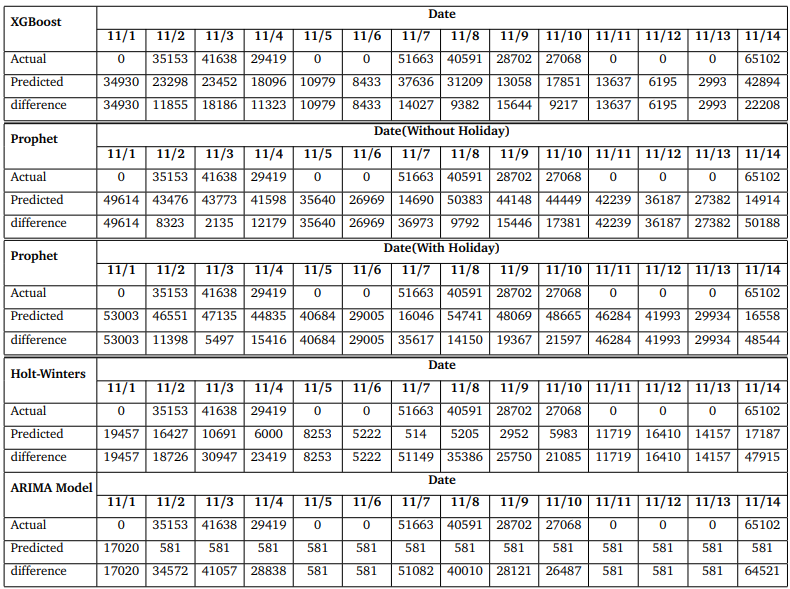 XGBoost Date
11/1 11/2 11/3 11/4 11/5 11/6 11/7 11/8 11/9 11/10 11/11 11/12 11/13 11/14
Actual 0 35153 41638 29419 0 0 51663 40591 28702 27068 0 0 0 65102
Predicted 34930 23298 23452 18096 10979 8433 37636 31209 13058 17851 13637 6195 2993 42894
difference 34930 11855 18186 11323 10979 8433 14027 9382 15644 9217 13637 6195 2993 22208
Prophet Date(Without Holiday)
11/1 11/2 11/3 11/4 11/5 11/6 11/7 11/8 11/9 11/10 11/11 11/12 11/13 11/14
Actual 0 35153 41638 29419 0 0 51663 40591 28702 27068 0 0 0 65102
Predicted 49614 43476 43773 41598 35640 26969 14690 50383 44148 44449 42239 36187 27382 14914
difference 49614 8323 2135 12179 35640 26969 36973 9792 15446 17381 42239 36187 27382 50188
Prophet Date(With Holiday)
11/1 11/2 11/3 11/4 11/5 11/6 11/7 11/8 11/9 11/10 11/11 11/12 11/13 11/14
Actual 0 35153 41638 29419 0 0 51663 40591 28702 27068 0 0 0 65102
Predicted 53003 46551 47135 44835 40684 29005 16046 54741 48069 48665 46284 41993 29934 16558
difference 53003 11398 5497 15416 40684 29005 35617 14150 19367 21597 46284 41993 29934 48544
Holt-Winters Date
11/1 11/2 11/3 11/4 11/5 11/6 11/7 11/8 11/9 11/10 11/11 11/12 11/13 11/14
Actual 0 35153 41638 29419 0 0 51663 40591 28702 27068 0 0 0 65102
Predicted 19457 16427 10691 6000 8253 5222 514 5205 2952 5983 11719 16410 14157 17187
difference 19457 18726 30947 23419 8253 5222 51149 35386 25750 21085 11719 16410 14157 47915
ARIMA Model Date
11/1 11/2 11/3 11/4 11/5 11/6 11/7 11/8 11/9 11/10 11/11 11/12 11/13 11/14
Actual 0 35153 41638 29419 0 0 51663 40591 28702 27068 0 0 0 65102
Predicted 17020 581 581 581 581 581 581 581 581 581 581 581 581 581
difference 17020 34572 41057 28838 581 581 51082 40010 28121 26487 581 581 581 64521